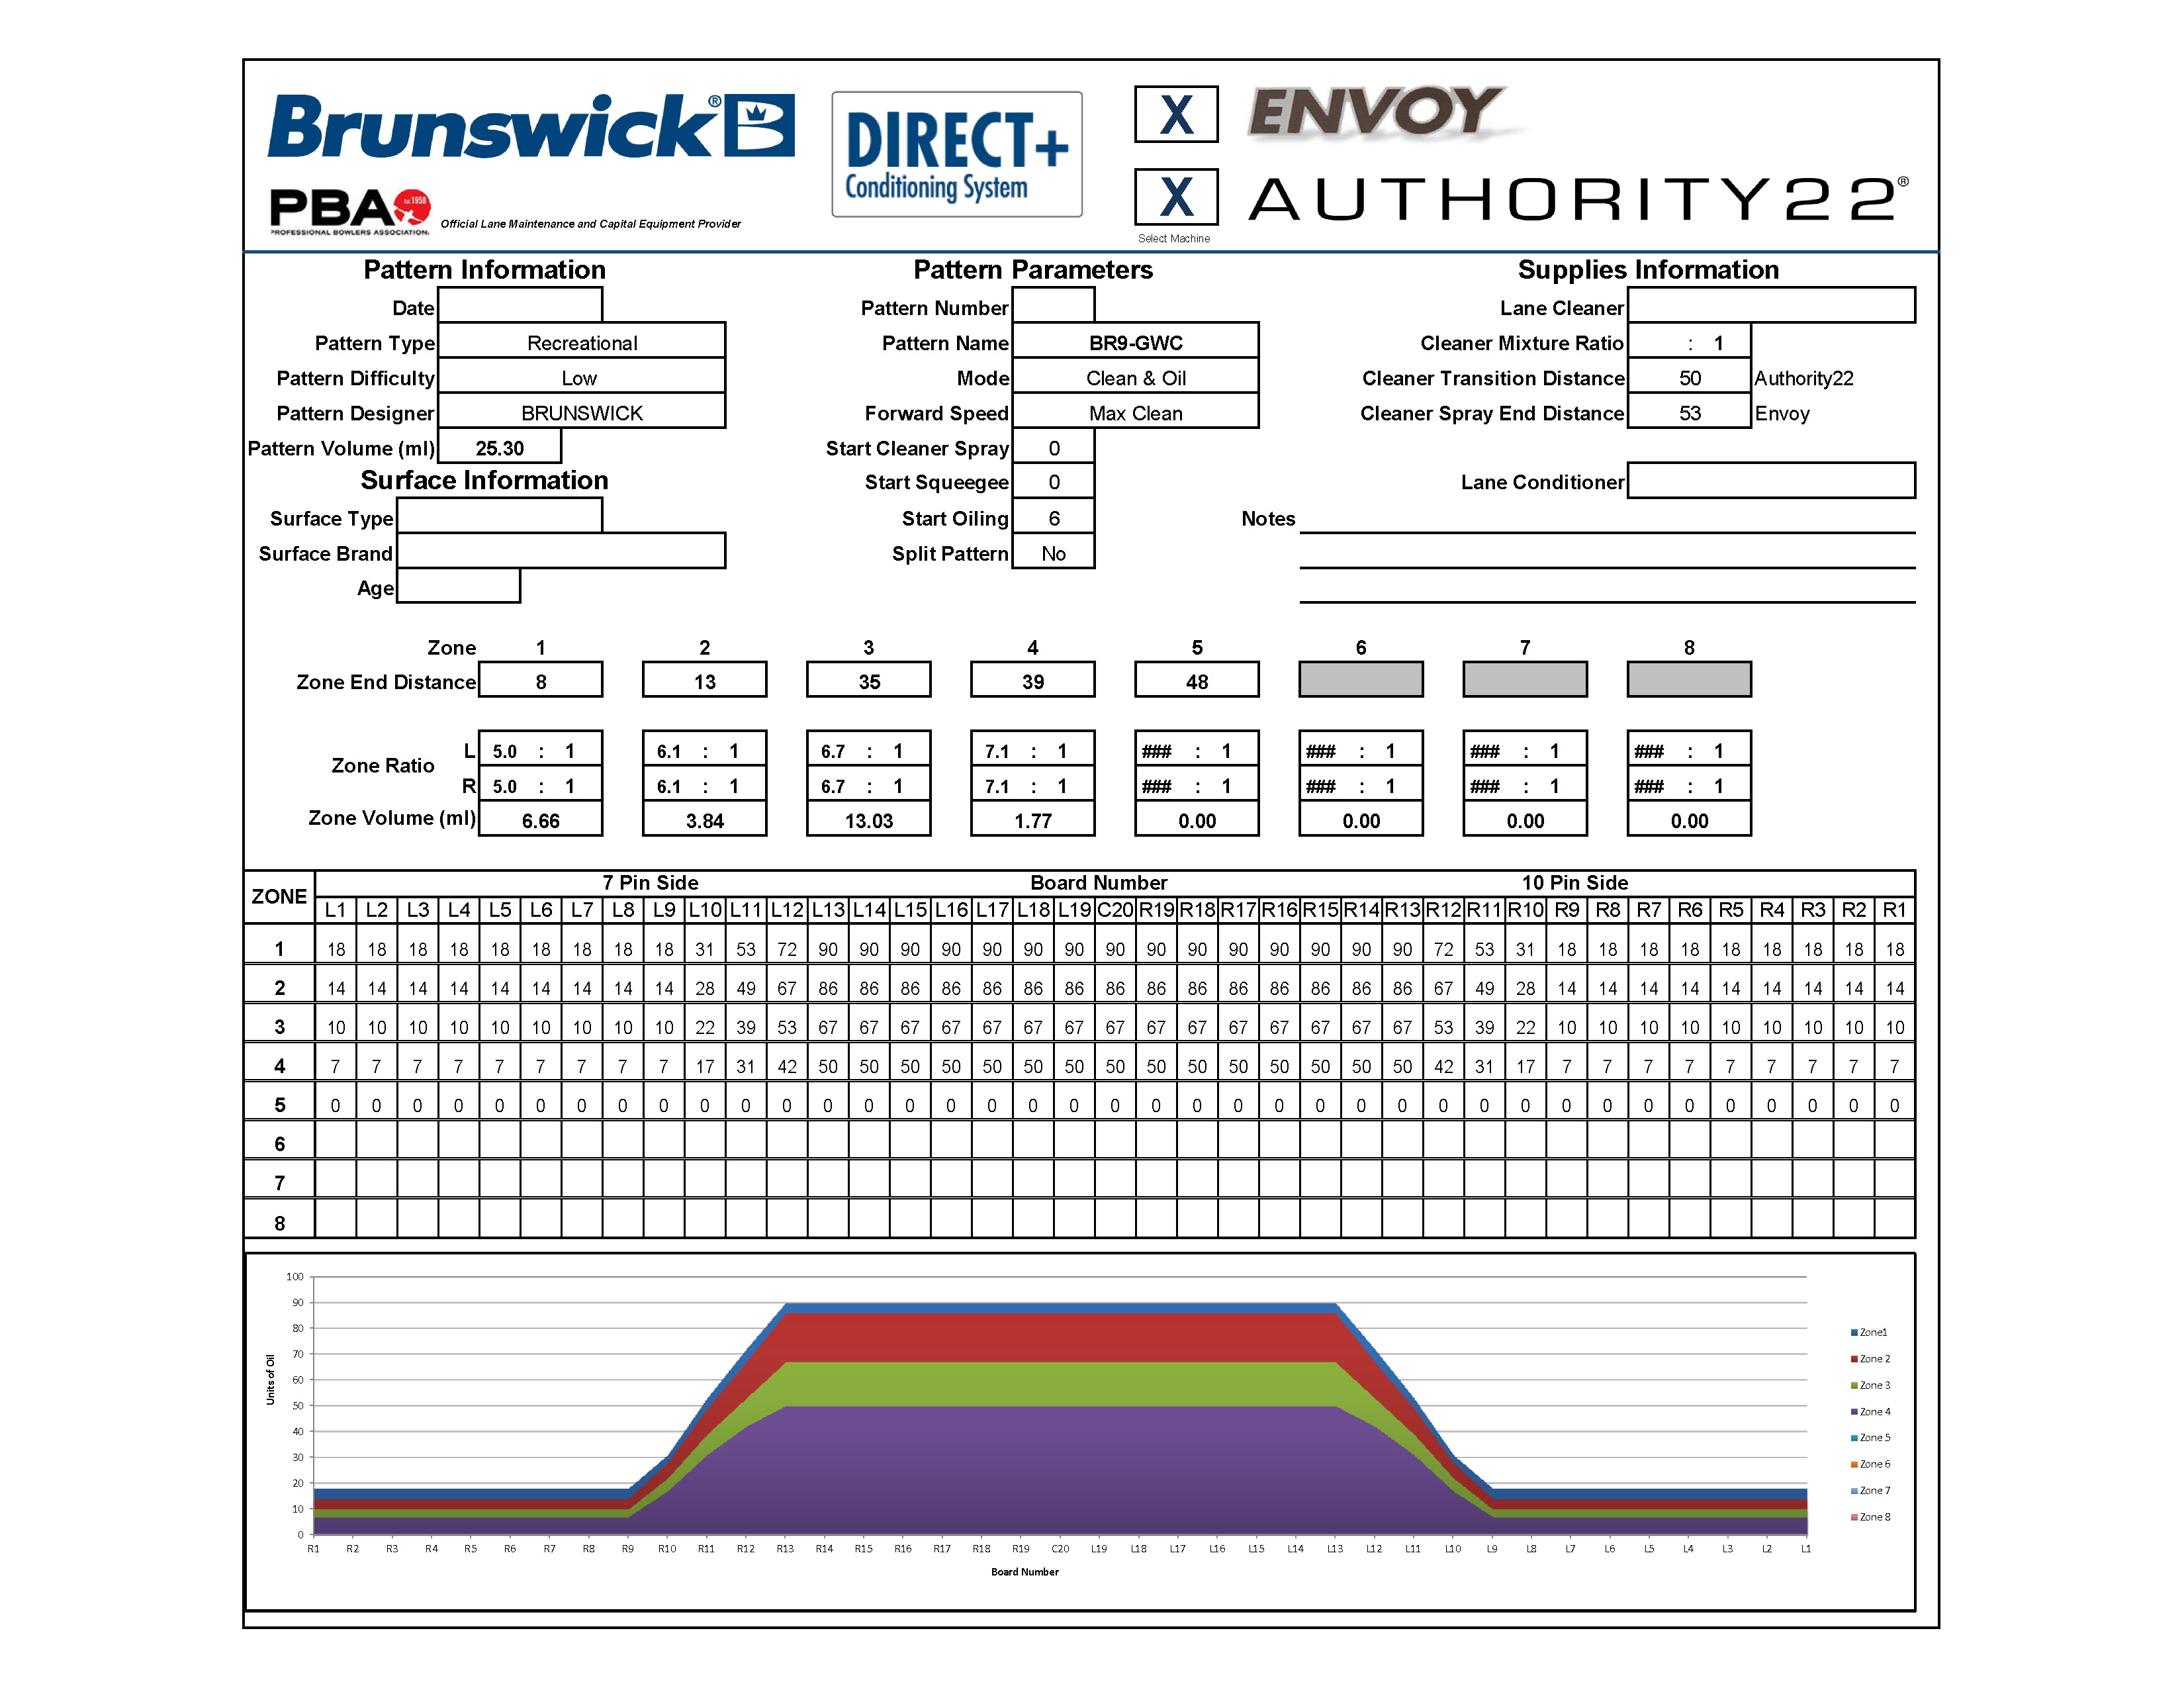 Brunswick® B
DIRECT+
Conditioning System
X ENVOY
X AUTHORITY22®
Select Machine
PBA Est. 1958
PROFESSIONAL BOWLERS ASSOCIATION.
Official Lane Maintenance and Capital Equipment Provider
Pattern Information Pattern Parameters Supplies Information
Date Pattern Number Lane Cleaner
Pattern Type Recreational Pattern Name BR9-GWC Cleaner Mixture Ratio : 1
Pattern Difficulty Low Mode Clean & Oil Cleaner Transition Distance 50 Authority22
Pattern Designer BRUNSWICK Forward Speed Max Clean Cleaner Spray End Distance 53 Envoy
Pattern Volume (ml) 25.30 Start Cleaner Spray 0
Surface Information Start Squeegee 0 Lane Conditioner
Surface Type Start Oiling 6 Notes
Surface Brand Split Pattern No
Age
Zone 1 2 3 4 5 6 7 8
Zone End Distance 8 13 35 39 48
Zone Ratio
L 5.0 : 1 6.1 : 1 6.7 : 1 7.1 : 1 ### : 1 ### : 1 ### : 1 ### : 1
R 5.0 : 1 6.1 : 1 6.7 : 1 7.1 : 1 ### : 1 ### : 1 ### : 1 ### : 1
Zone Volume (ml) 6.66 3.84 13.03 1.77 0.00 0.00 0.00 0.00
ZONE 7 Pin Side Board Number 10 Pin Side
L1 L2 L3 L4 L5 L6 L7 L8 L9 L10 L11 L12 L13 L14 L15 L16 L17 L18 L19 C20 R19 R18 R17 R16 R15 R14 R13 R12 R11 R10 R9 R8 R7 R6 R5 R4 R3 R2 R1
1 18 18 18 18 18 18 18 18 18 31 53 72 90 90 90 90 90 90 90 90 90 90 90 90 90 90 90 72 53 31 18 18 18 18 18 18 18 18 18
2 14 14 14 14 14 14 14 14 14 28 49 67 86 86 86 86 86 86 86 86 86 86 86 86 86 86 86 67 49 28 14 14 14 14 14 14 14 14 14
3 10 10 10 10 10 10 10 10 10 22 39 53 67 67 67 67 67 67 67 67 67 67 67 67 67 67 67 53 39 22 10 10 10 10 10 10 10 10 10
4 7 7 7 7 7 7 7 7 7 17 31 42 50 50 50 50 50 50 50 50 50 50 50 50 50 50 50 42 31 17 7 7 7 7 7 7 7 7 7
5 0 0 0 0 0 0 0 0 0 0 0 0 0 0 0 0 0 0 0 0 0 0 0 0 0 0 0 0 0 0 0 0 0 0 0 0 0 0 0
6
7
8
Units of Oil
100
90
80
70
60
50
40
30
20
10
0
R1 R2 R3 R4 R5 R6 R7 R8 R9 R10 R11 R12 R13 R14 R15 R16 R17 R18 R19 C20 L19 L18 L17 L16 L15 L14 L13 L12 L11 L10 L9 L8 L7 L6 L5 L4 L3 L2 L1
Board Number
Zone1
Zone 2
Zone 3
Zone 4
Zone 5
Zone 6
Zone 7
Zone 8